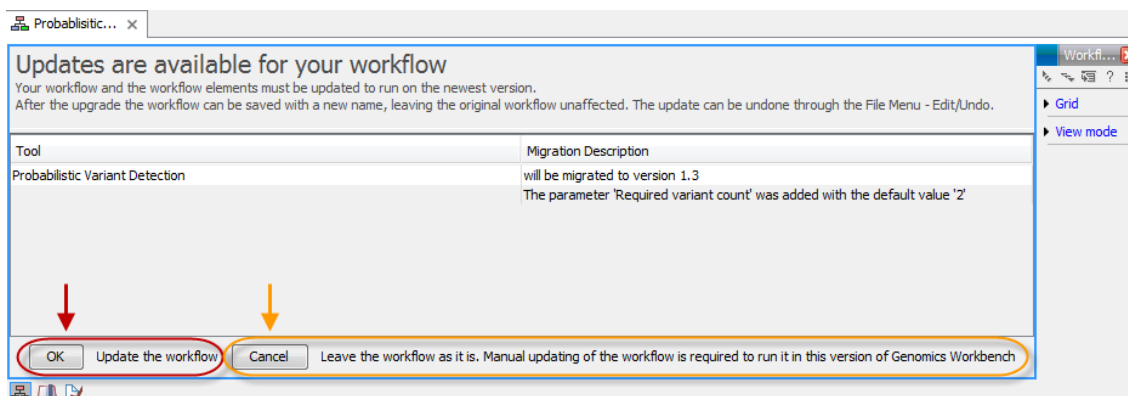 Probablisitic...
Workfl...
Updates are available for your workflow
Your workflow and the workflow elements must be updated to run on the newest version.
After the upgrade the workflow can be saved with a new name, leaving the original workflow unaffected. The update can be undone through the File Menu - Edit/Undo.
Grid
View mode
Tool Migration Description
Probabilistic Variant Detection will be migrated to version 1.3
The parameter 'Required variant count' was added with the default value '2'
OK Update the workflow Cancel Leave the workflow as it is. Manual updating of the workflow is required to run it in this version of Genomics Workbench